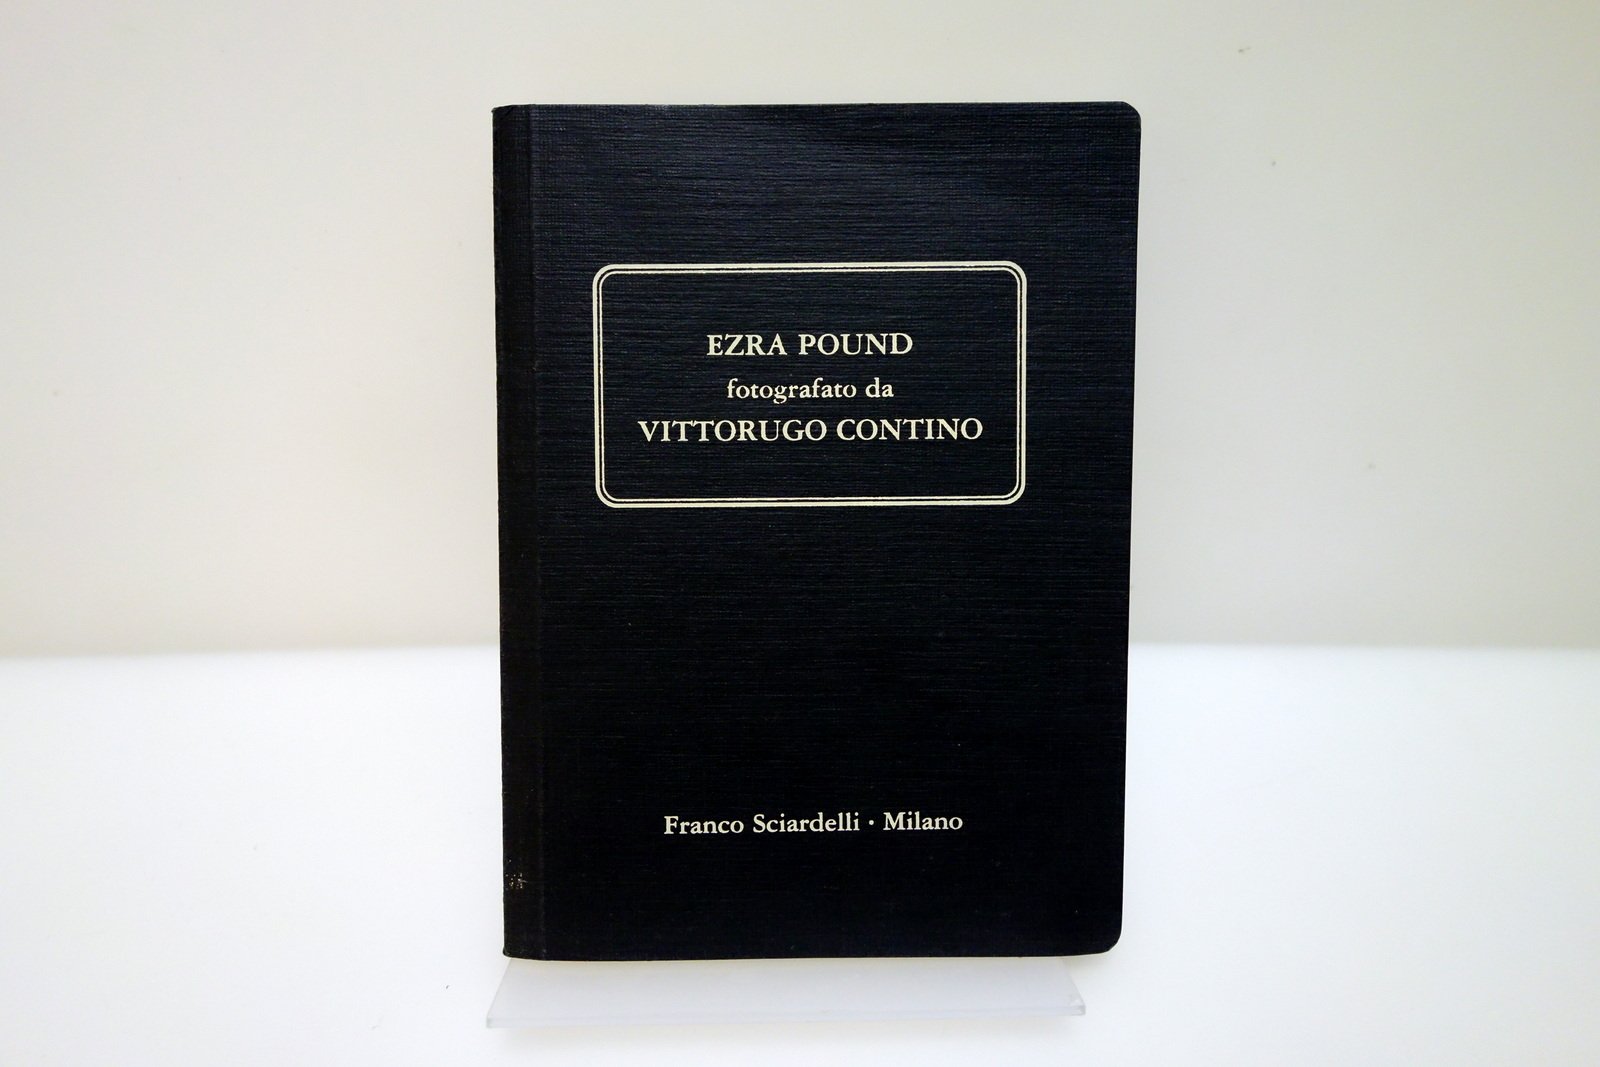 EZRA POUND
fotografato da
VITTORUGO CONTINO
Franco Sciardelli · Milano